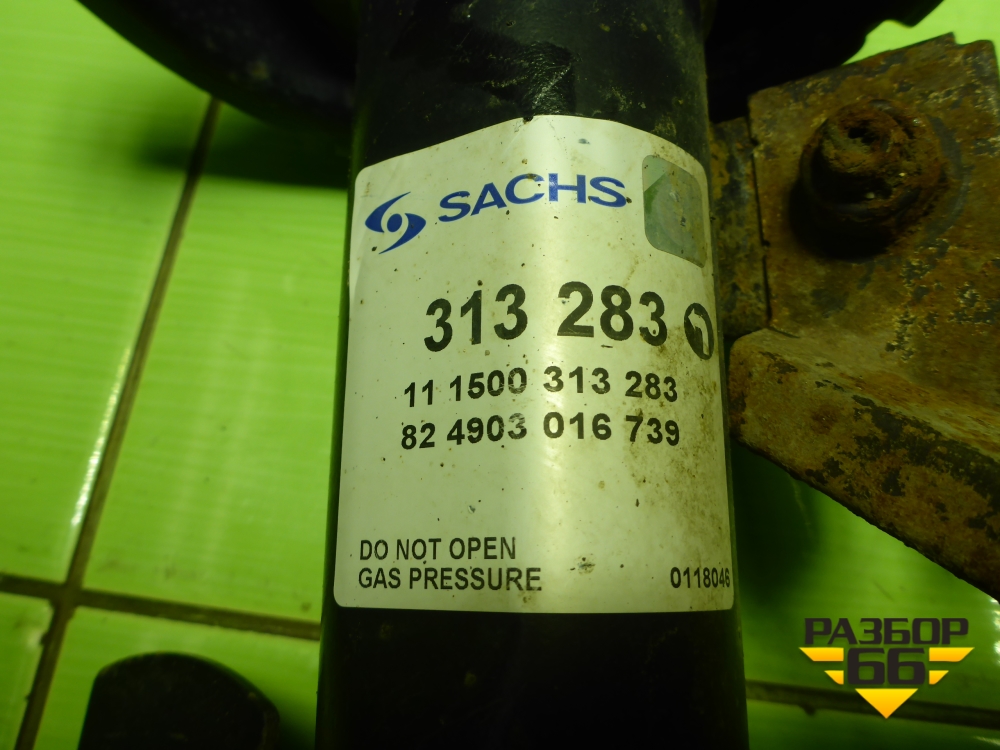 SACHS
313 283
11 1500 313 283
82 4903 016 739
DO NOT OPEN
GAS PRESSURE
0118046
РАЗБОР
66